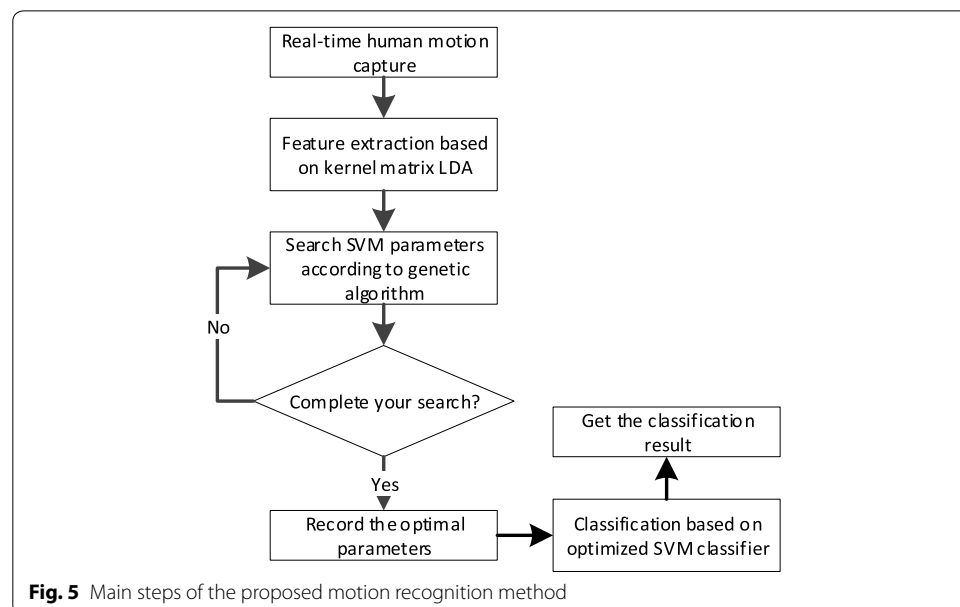 Real-time human motion
capture
Feature extraction based
on kernel matrix LDA
Search SVM parameters
according to genetic
algorithm
No
Complete your search?
Yes
Record the optimal
parameters
Get the classification
result
Classification based on
optimized SVM classifier
Fig. 5 Main steps of the proposed motion recognition method